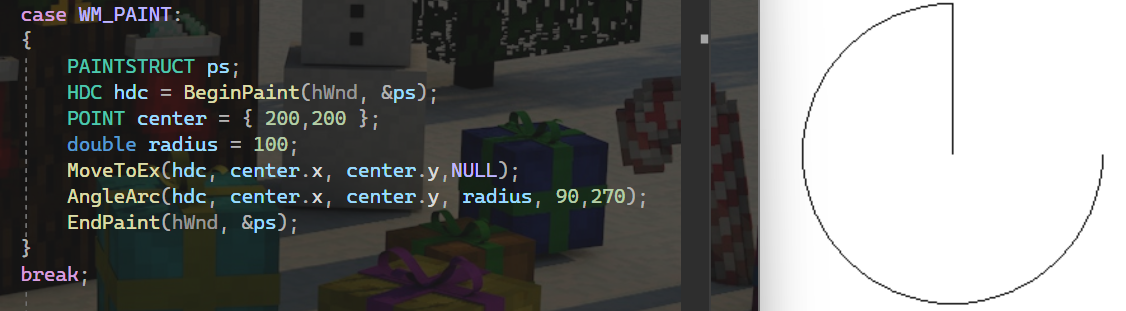 case WM_PAINT:
{
PAINTSTRUCT ps;
HDC hdc = BeginPaint(hWnd, &ps);
POINT center = { 200,200 };
double radius = 100;
MoveToEx(hdc, center.x, center.y,NULL);
AngleArc(hdc, center.x, center.y, radius, 90,270);
EndPaint(hWnd, &ps);
}
break;